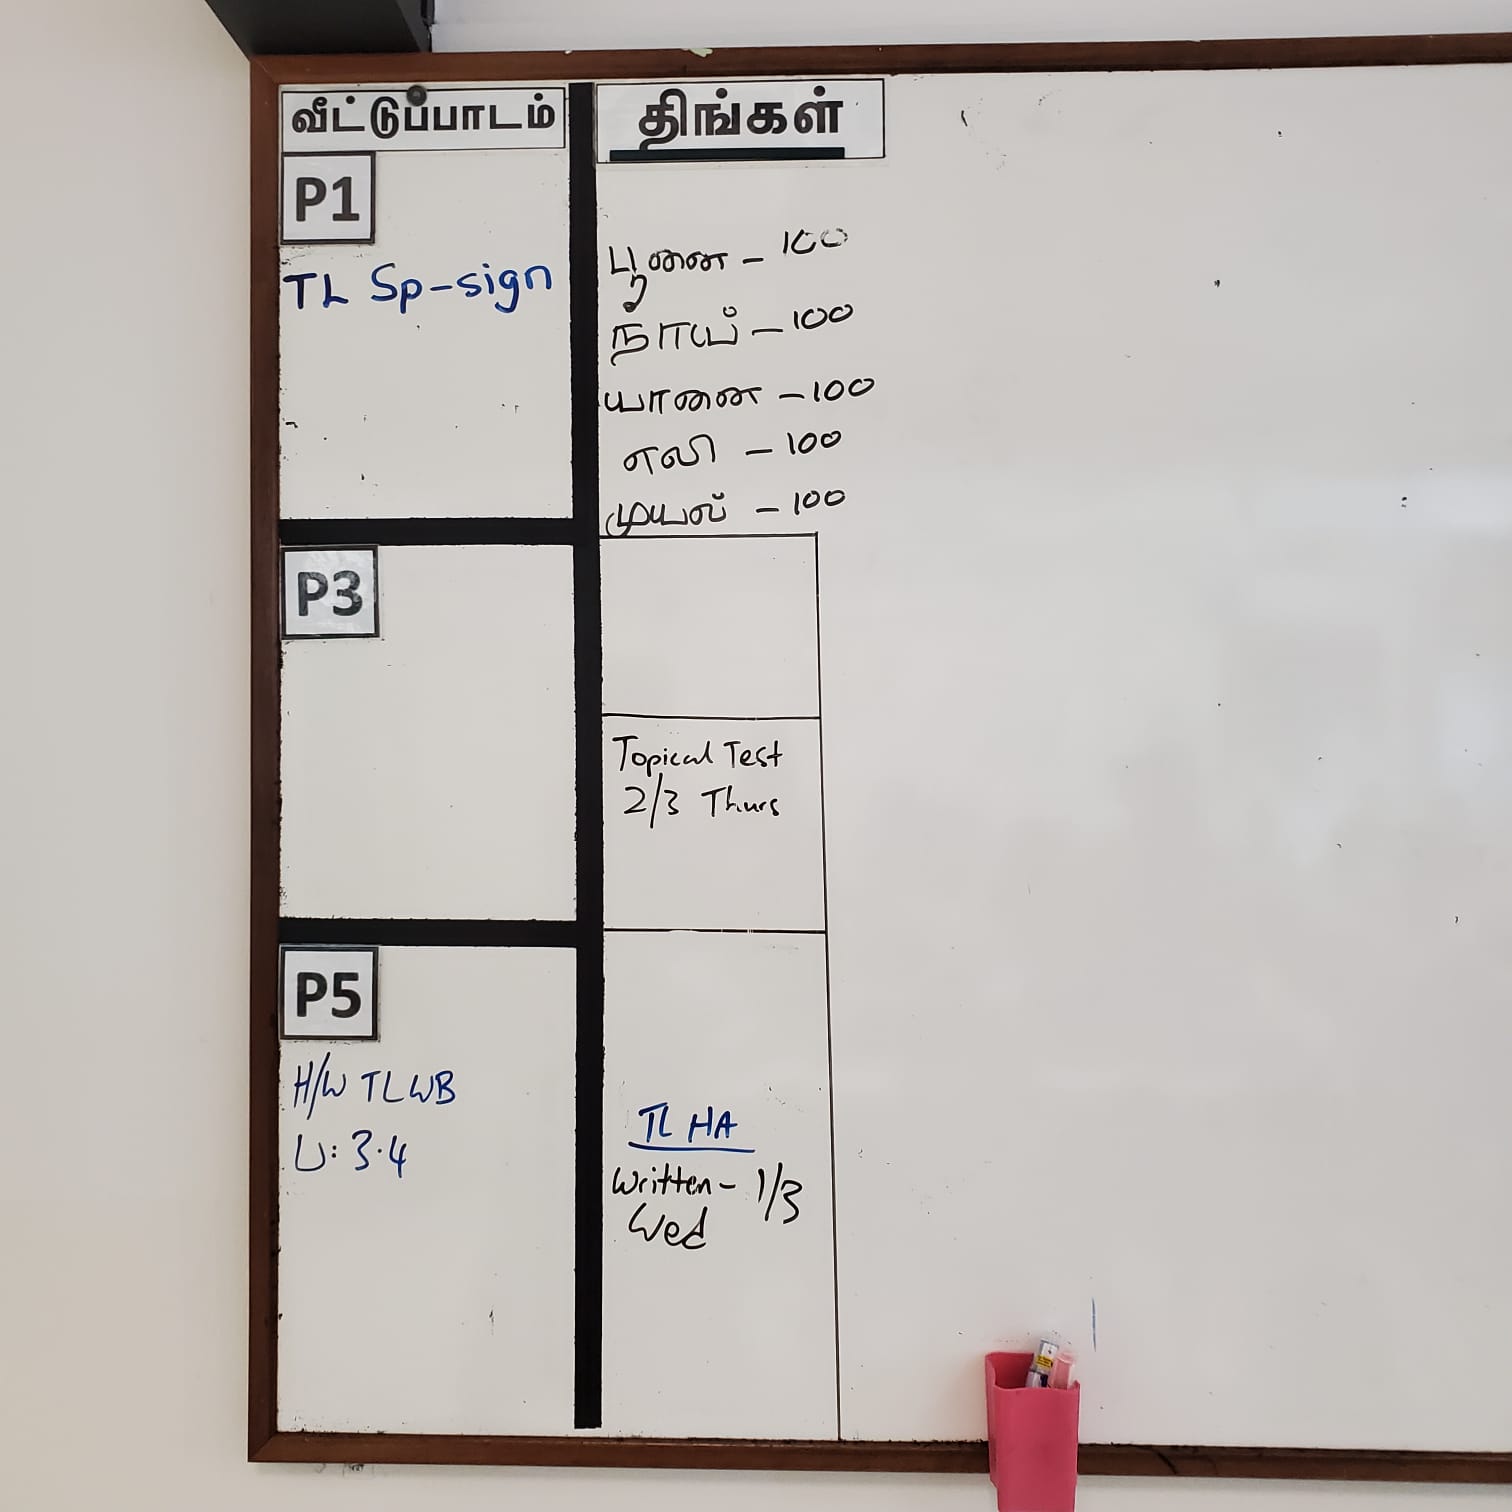 வீட்டுப்பாடம்
திங்கள்
P1
TL Sp-sign
பூனை - 100
நாய் - 100
யானை - 100
எலி - 100
முயல் - 100
P3
Topical Test
2/3 Thurs
P5
H/W TLWB
ப: 3.4
TL HA
Written - 1/3
Wed